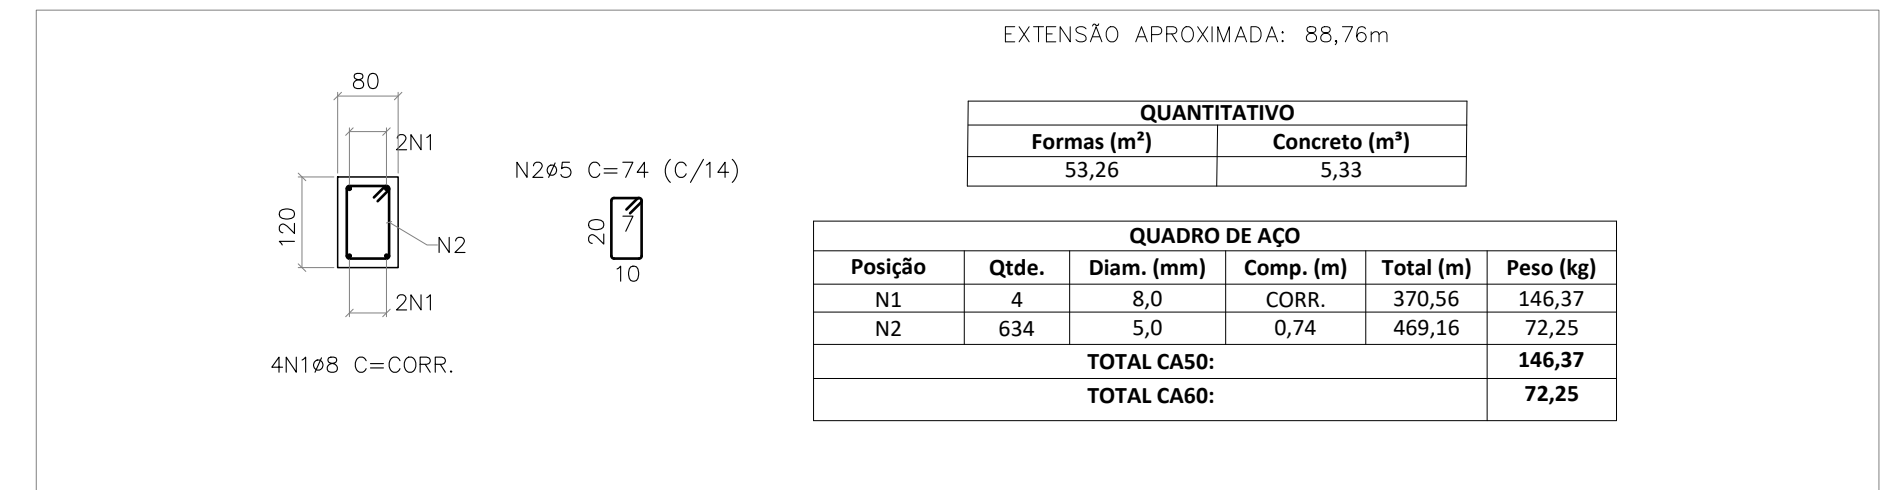 EXTENSÃO APROXIMADA: 88,76m
80
2N1
120
N2
2N1
4N1ø8 C=CORR.
N2ø5 C=74 (C/14)
20
7
10
QUANTITATIVO
Formas (m²) Concreto (m³)
53,26 5,33
QUADRO DE AÇO
Posição Qtde. Diam. (mm) Comp. (m) Total (m) Peso (kg)
N1 4 8,0 CORR. 370,56 146,37
N2 634 5,0 0,74 469,16 72,25
TOTAL CA50: 146,37
TOTAL CA60: 72,25